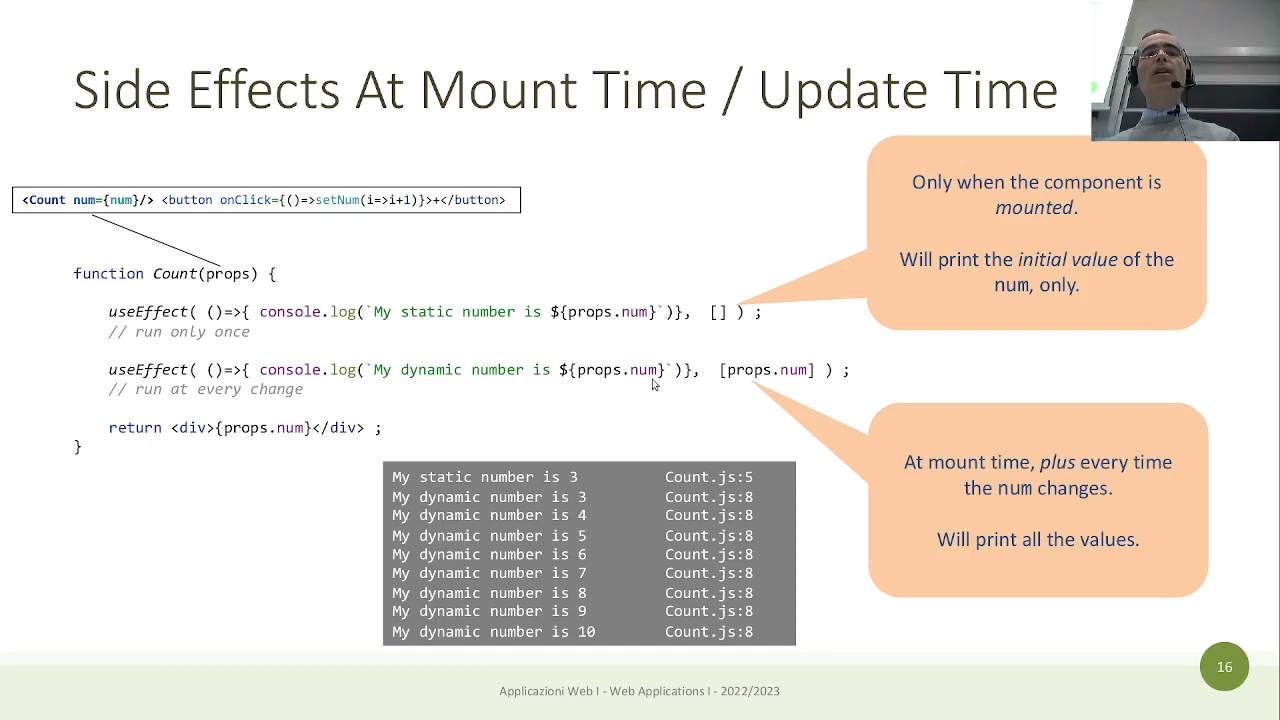 Side Effects At Mount Time / Update Time
<Count num={num}/> <button onClick={()=>setNum(i=>i+1)}>+</button>
function Count(props) {
useEffect( ()=>{ console.log(`My static number is ${props.num}`)}, [] ) ;
// run only once
useEffect( ()=>{ console.log(`My dynamic number is ${props.num}`)}, [props.num] ) ;
// run at every change
return <div>{props.num}</div> ;
}
Only when the component is
mounted.
Will print the initial value of the
num, only.
At mount time, plus every time
the num changes.
Will print all the values.
My static number is 3 Count.js:5
My dynamic number is 3 Count.js:8
My dynamic number is 4 Count.js:8
My dynamic number is 5 Count.js:8
My dynamic number is 6 Count.js:8
My dynamic number is 7 Count.js:8
My dynamic number is 8 Count.js:8
My dynamic number is 9 Count.js:8
My dynamic number is 10 Count.js:8
Applicazioni Web I - Web Applications I - 2022/2023
16